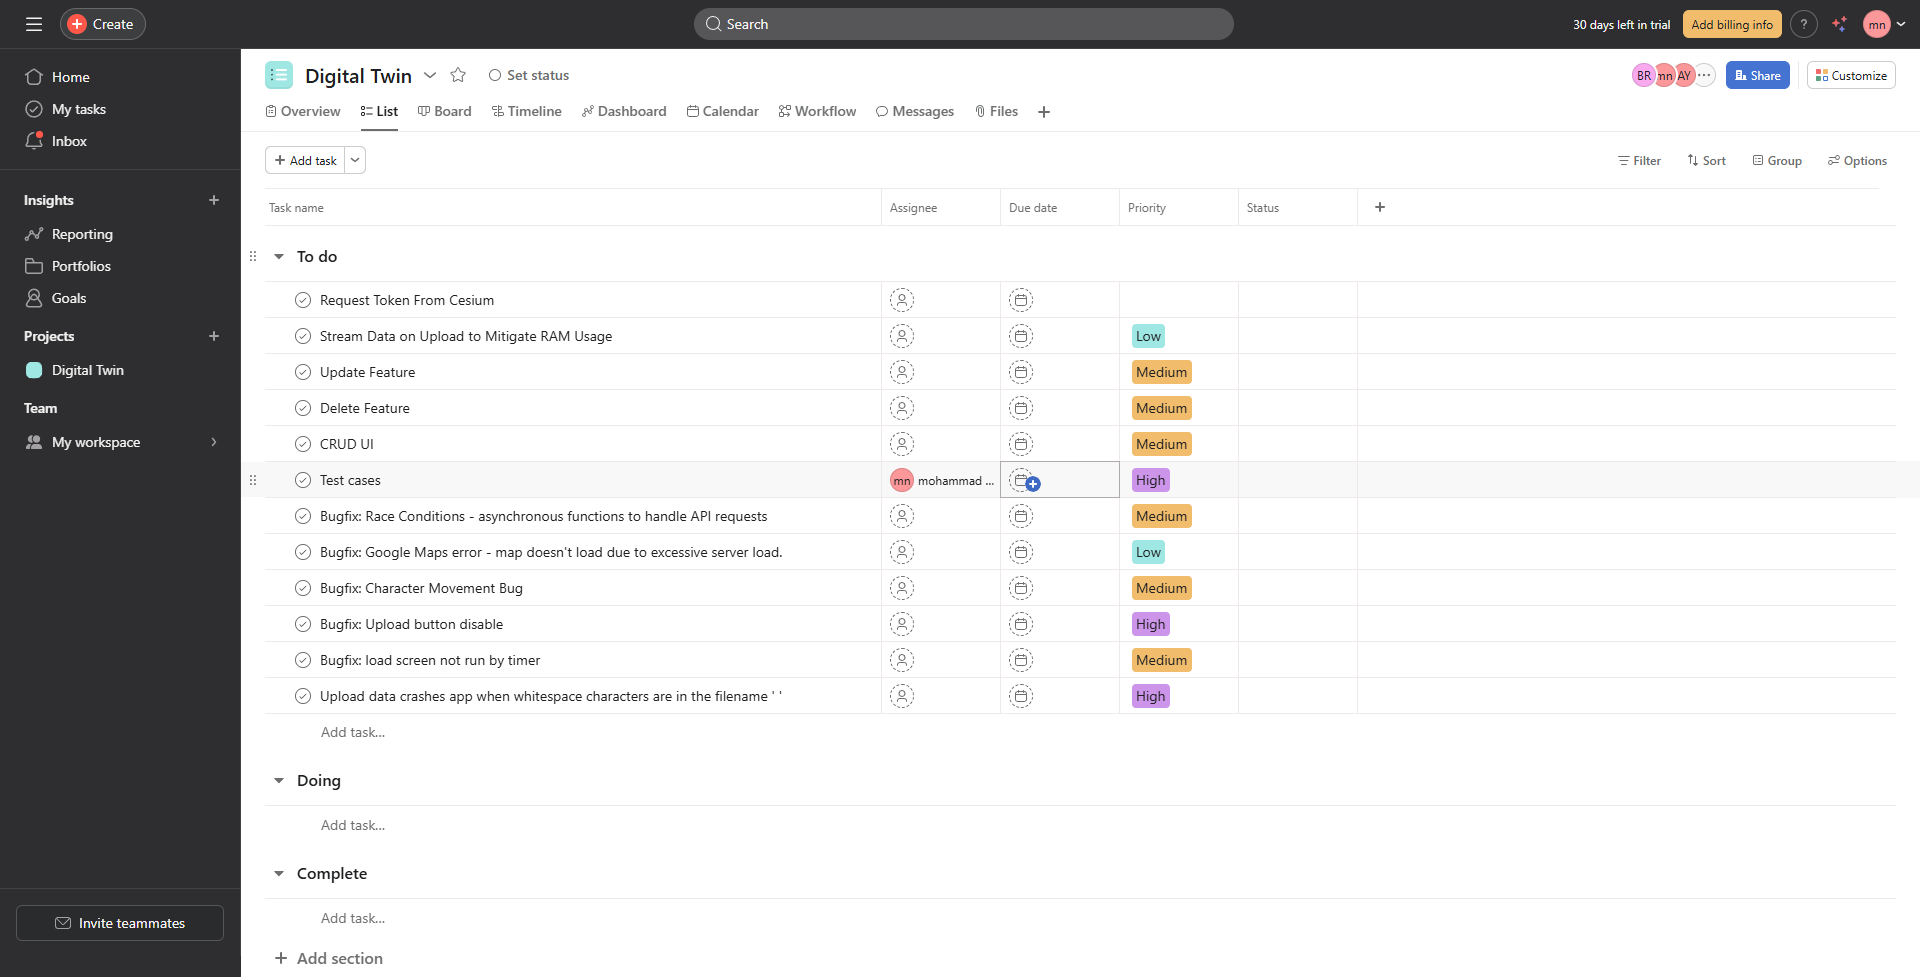 Create
Search
30 days left in trial
Add billing info
?
mn
Home
My tasks
Inbox
Insights
Reporting
Portfolios
Goals
Projects
Digital Twin
Team
My workspace
Invite teammates
Digital Twin
Set status
BR mn AY
Share
Customize
Overview List Board Timeline Dashboard Calendar Workflow Messages Files
Add task
Filter Sort Group Options
Task name Assignee Due date Priority Status
To do
Request Token From Cesium
Stream Data on Upload to Mitigate RAM Usage Low
Update Feature Medium
Delete Feature Medium
CRUD UI Medium
Test cases mn mohammad ... High
Bugfix: Race Conditions - asynchronous functions to handle API requests Medium
Bugfix: Google Maps error - map doesn't load due to excessive server load. Low
Bugfix: Character Movement Bug Medium
Bugfix: Upload button disable High
Bugfix: load screen not run by timer Medium
Upload data crashes app when whitespace characters are in the filename ' ' High
Add task...
Doing
Add task...
Complete
Add task...
Add section